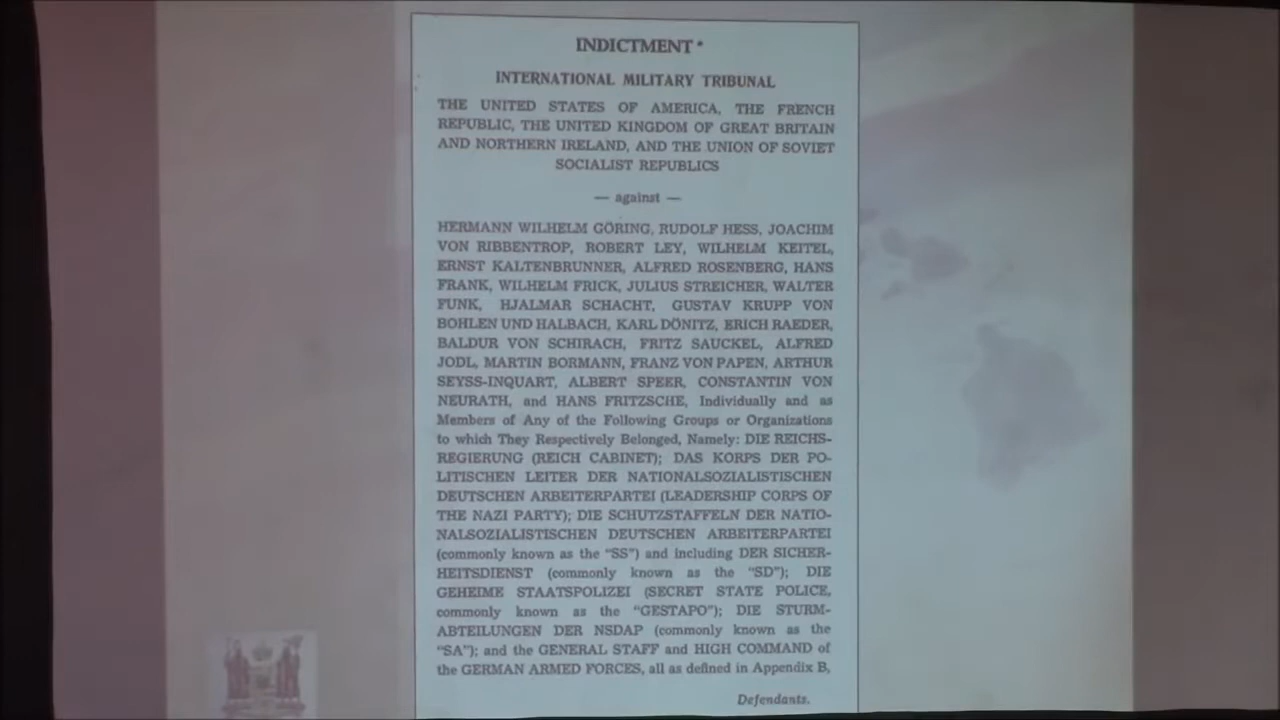 INDICTMENT*
INTERNATIONAL MILITARY TRIBUNAL
THE UNITED STATES OF AMERICA, THE FRENCH
REPUBLIC, THE UNITED KINGDOM OF GREAT BRITAIN
AND NORTHERN IRELAND, AND THE UNION OF SOVIET
SOCIALIST REPUBLICS
— against —
HERMANN WILHELM GÖRING, RUDOLF HESS, JOACHIM
VON RIBBENTROP, ROBERT LEY, WILHELM KEITEL,
ERNST KALTENBRUNNER, ALFRED ROSENBERG, HANS
FRANK, WILHELM FRICK, JULIUS STREICHER, WALTER
FUNK, HJALMAR SCHACHT, GUSTAV KRUPP VON
BOHLEN UND HALBACH, KARL DÖNITZ, ERICH RAEDER,
BALDUR VON SCHIRACH, FRITZ SAUCKEL, ALFRED
JODL, MARTIN BORMANN, FRANZ VON PAPEN, ARTHUR
SEYSS-INQUART, ALBERT SPEER, CONSTANTIN VON
NEURATH, and HANS FRITZSCHE, Individually and as
Members of Any of the Following Groups or Organizations
to which They Respectively Belonged, Namely: DIE REICHS-
REGIERUNG (REICH CABINET); DAS KORPS DER PO-
LITISCHEN LEITER DER NATIONALSOZIALISTISCHEN
DEUTSCHEN ARBEITERPARTEI (LEADERSHIP CORPS OF
THE NAZI PARTY); DIE SCHUTZSTAFFELN DER NATIO-
NALSOZIALISTISCHEN DEUTSCHEN ARBEITERPARTEI
(commonly known as the "SS") and including DER SICHER-
HEITSDIENST (commonly known as the "SD"); DIE
GEHEIME STAATSPOLIZEI (SECRET STATE POLICE,
commonly known as the "GESTAPO"); DIE STURM-
ABTEILUNGEN DER NSDAP (commonly known as the
"SA"); and the GENERAL STAFF and HIGH COMMAND of
the GERMAN ARMED FORCES, all as defined in Appendix B,
Defendants.